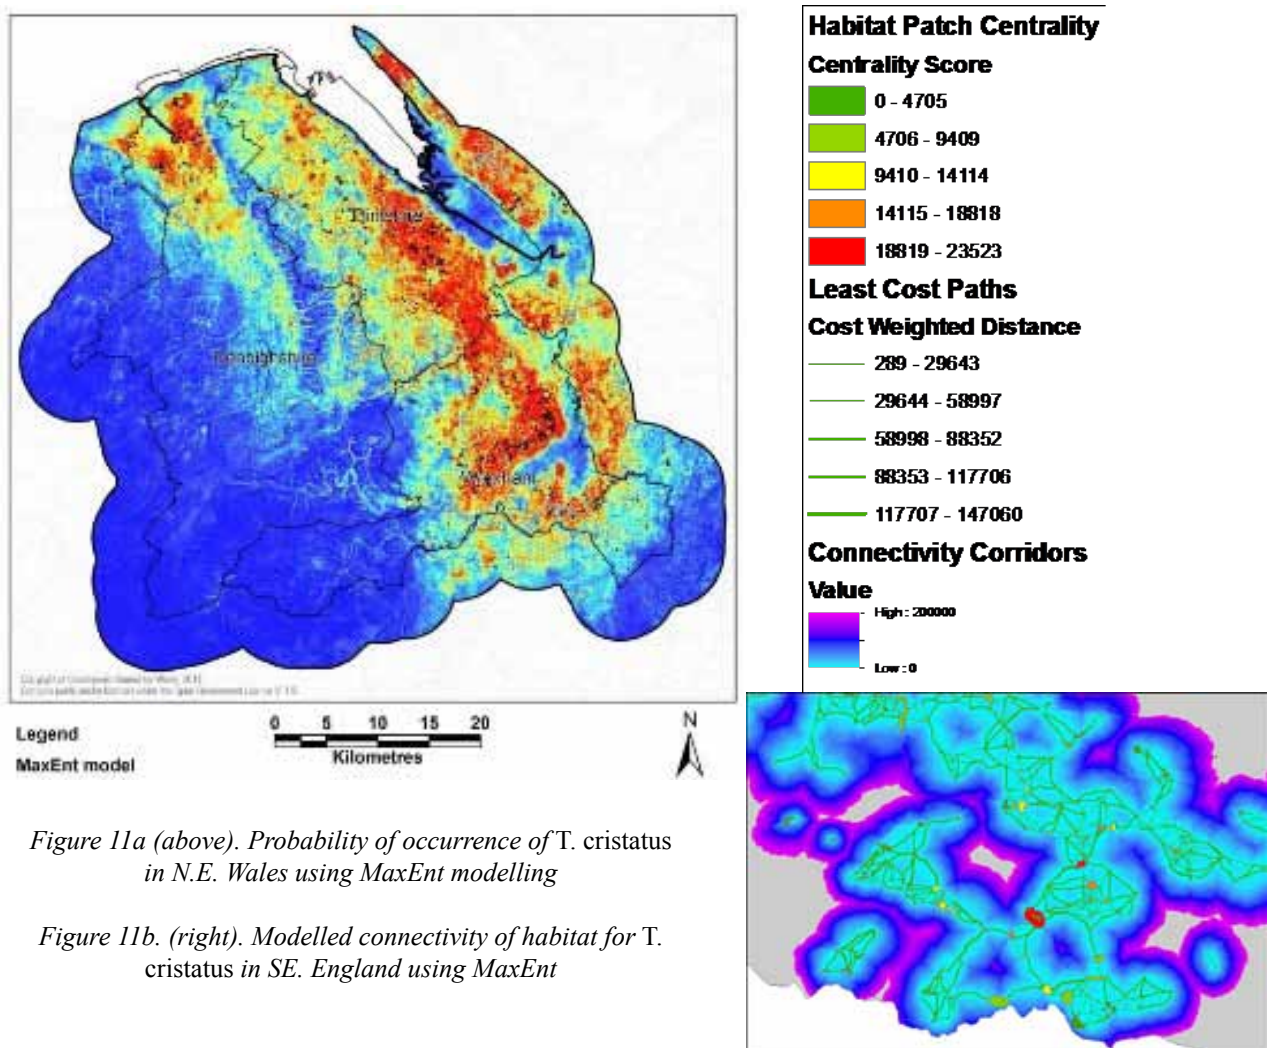 Wrexham
Legend
MaxEnt model
0 5 10 15 20
Kilometres
N
Figure 11a (above). Probability of occurrence of T. cristatus
in N.E. Wales using MaxEnt modelling
Figure 11b. (right). Modelled connectivity of habitat for T.
cristatus in SE. England using MaxEnt
Habitat Patch Centrality
Centrality Score
0 - 4705
4706 - 9409
9410 - 14114
14115 - 18818
18819 - 23523
Least Cost Paths
Cost Weighted Distance
289 - 29643
29644 - 58997
58998 - 88352
88353 - 117706
117707 - 147060
Connectivity Corridors
Value
High : 200000
Low : 0